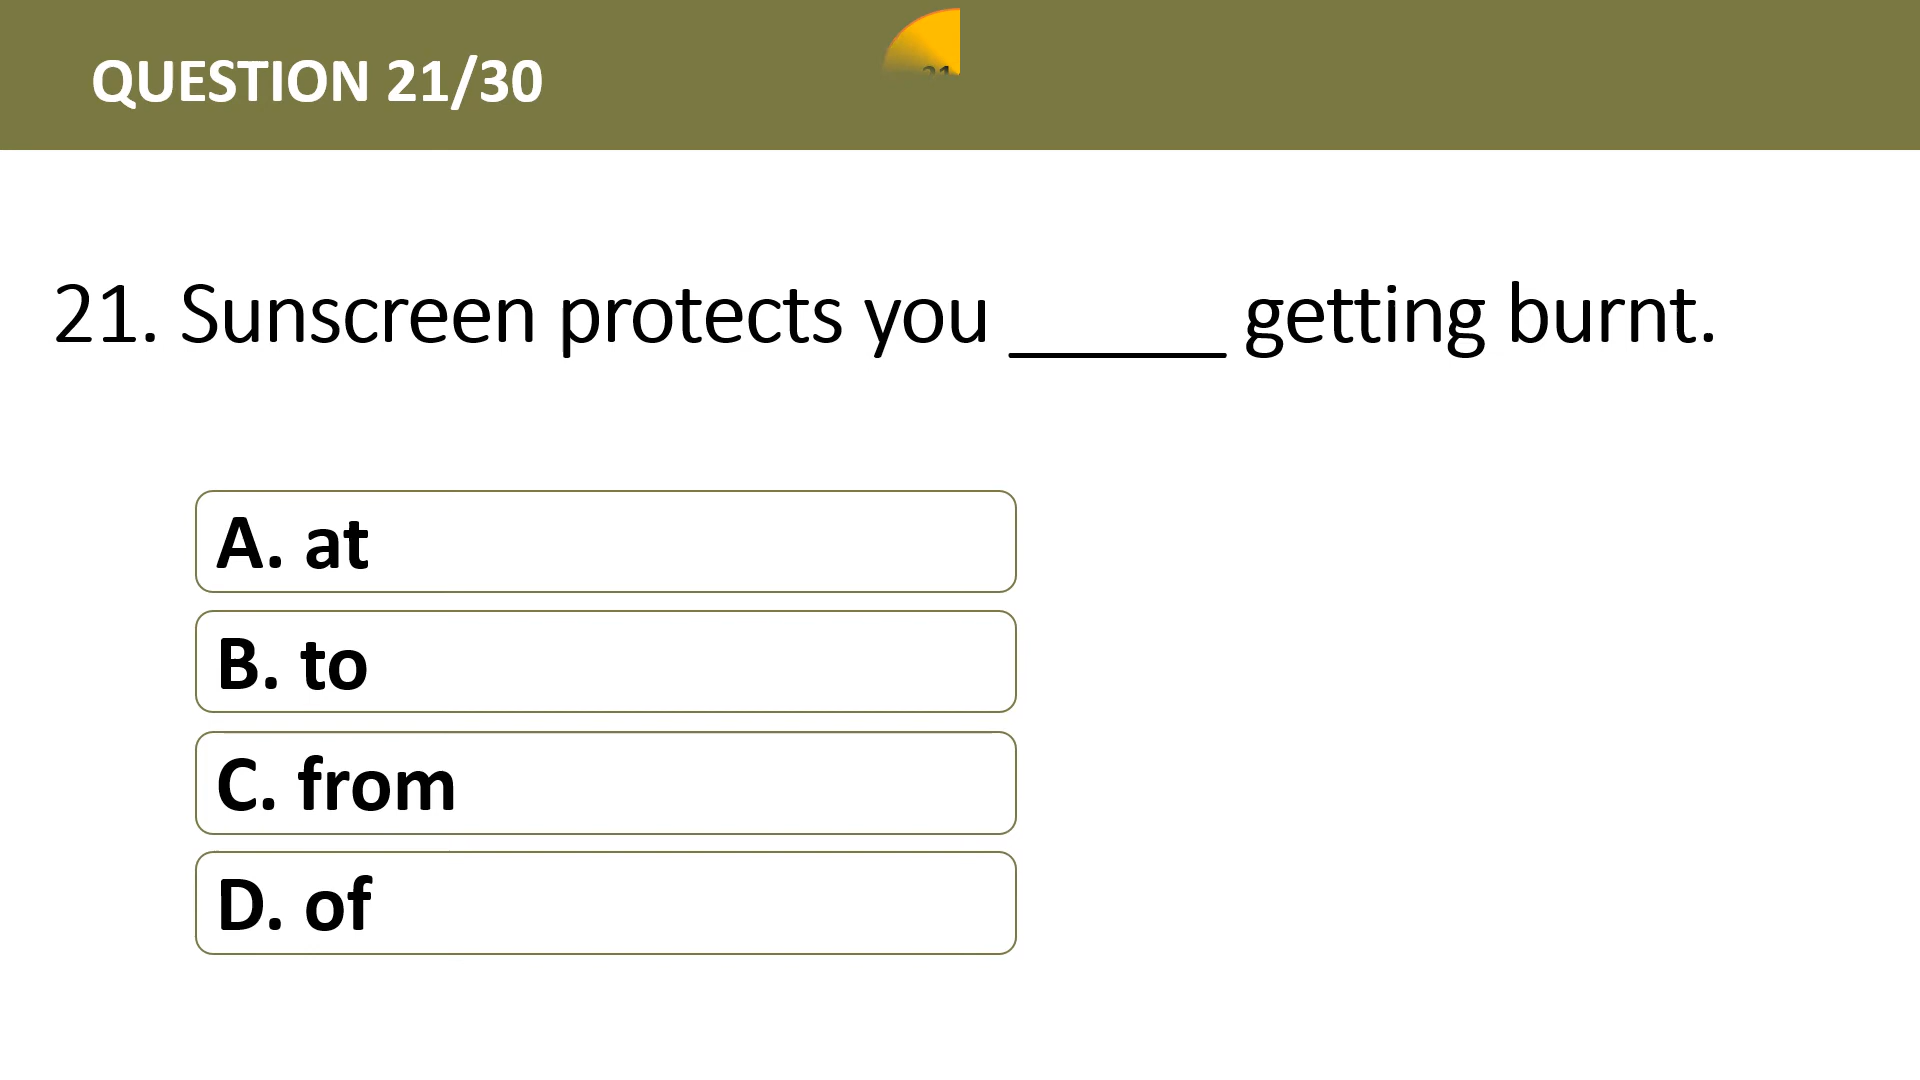 QUESTION 21/30
21. Sunscreen protects you _____ getting burnt.
A. at
B. to
C. from
D. of